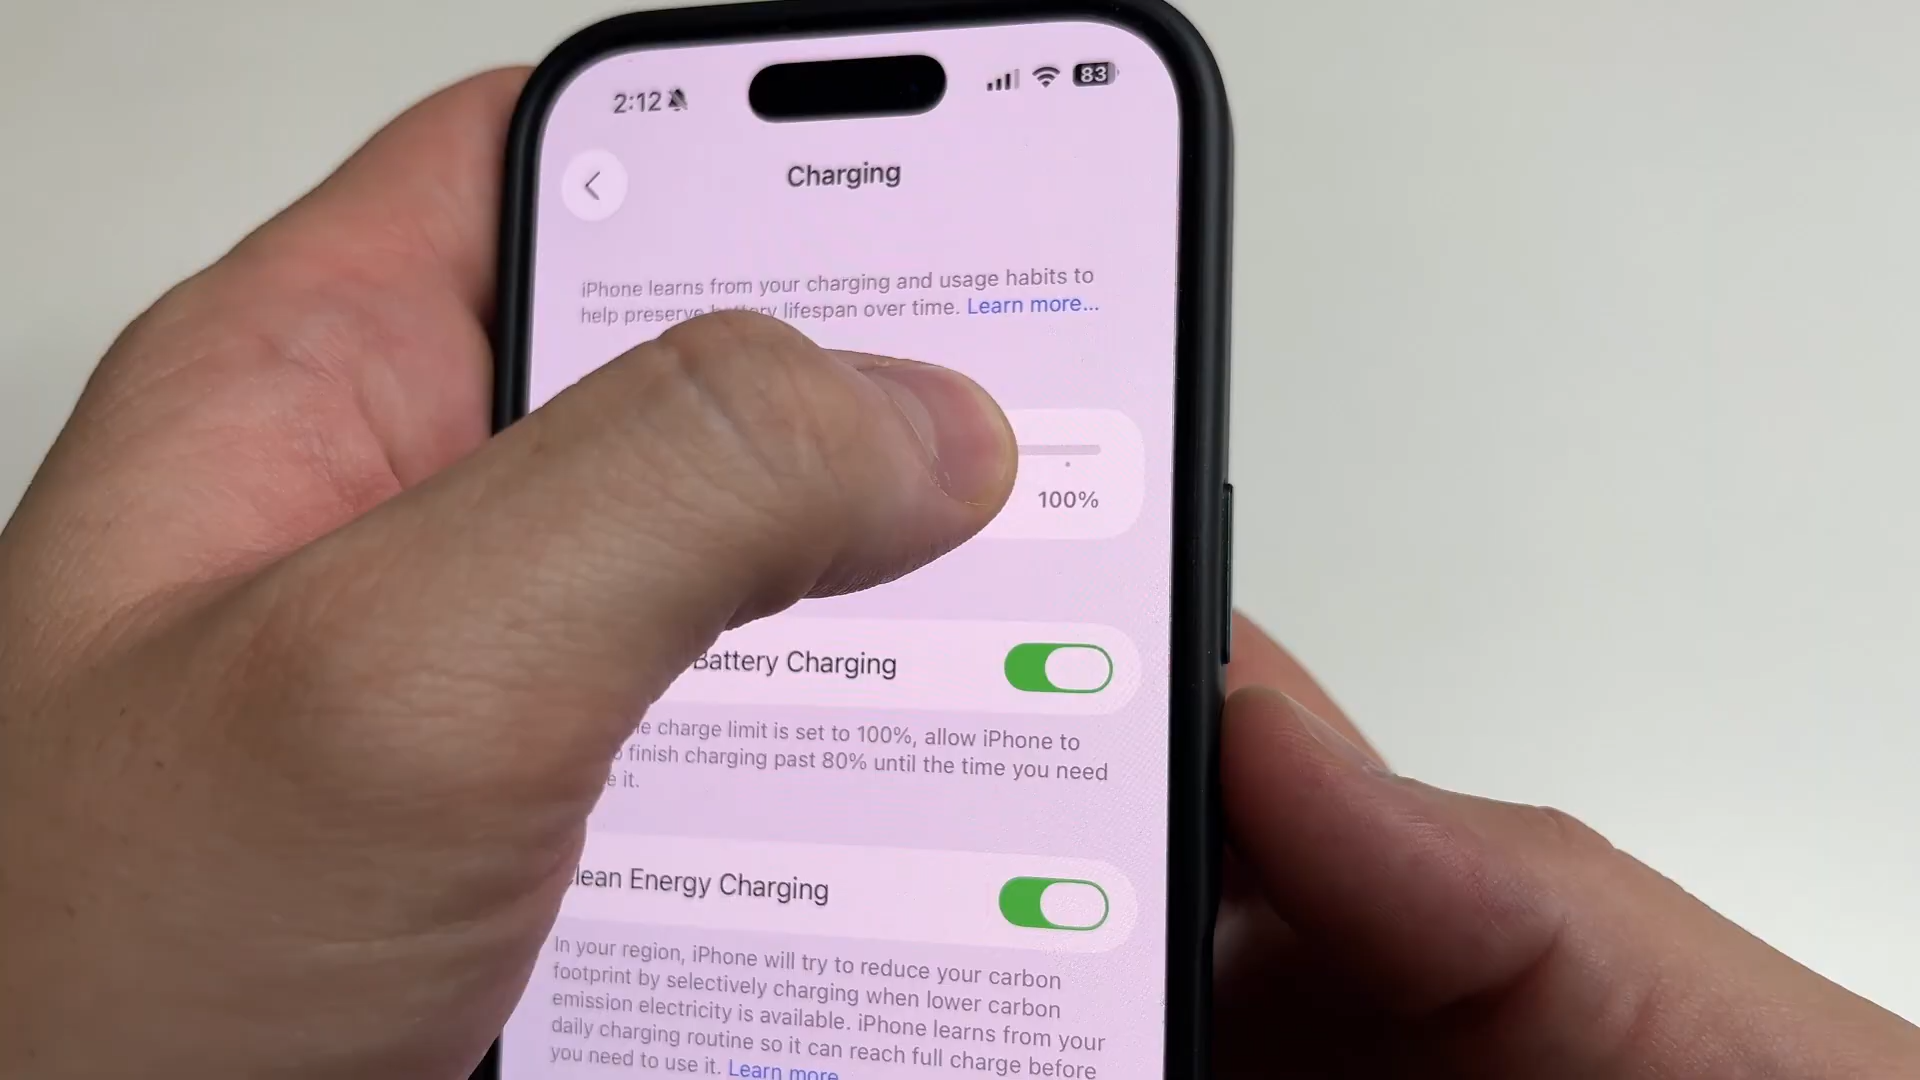 2:12
83
Charging
iPhone learns from your charging and usage habits to
help preserve battery lifespan over time. Learn more...
100%
Battery Charging
charge limit is set to 100%, allow iPhone to
finish charging past 80% until the time you need
it.
lean Energy Charging
In your region, iPhone will try to reduce your carbon
footprint by selectively charging when lower carbon
emission electricity is available. iPhone learns from your
daily charging routine so it can reach full charge before
you need to use it. Learn more